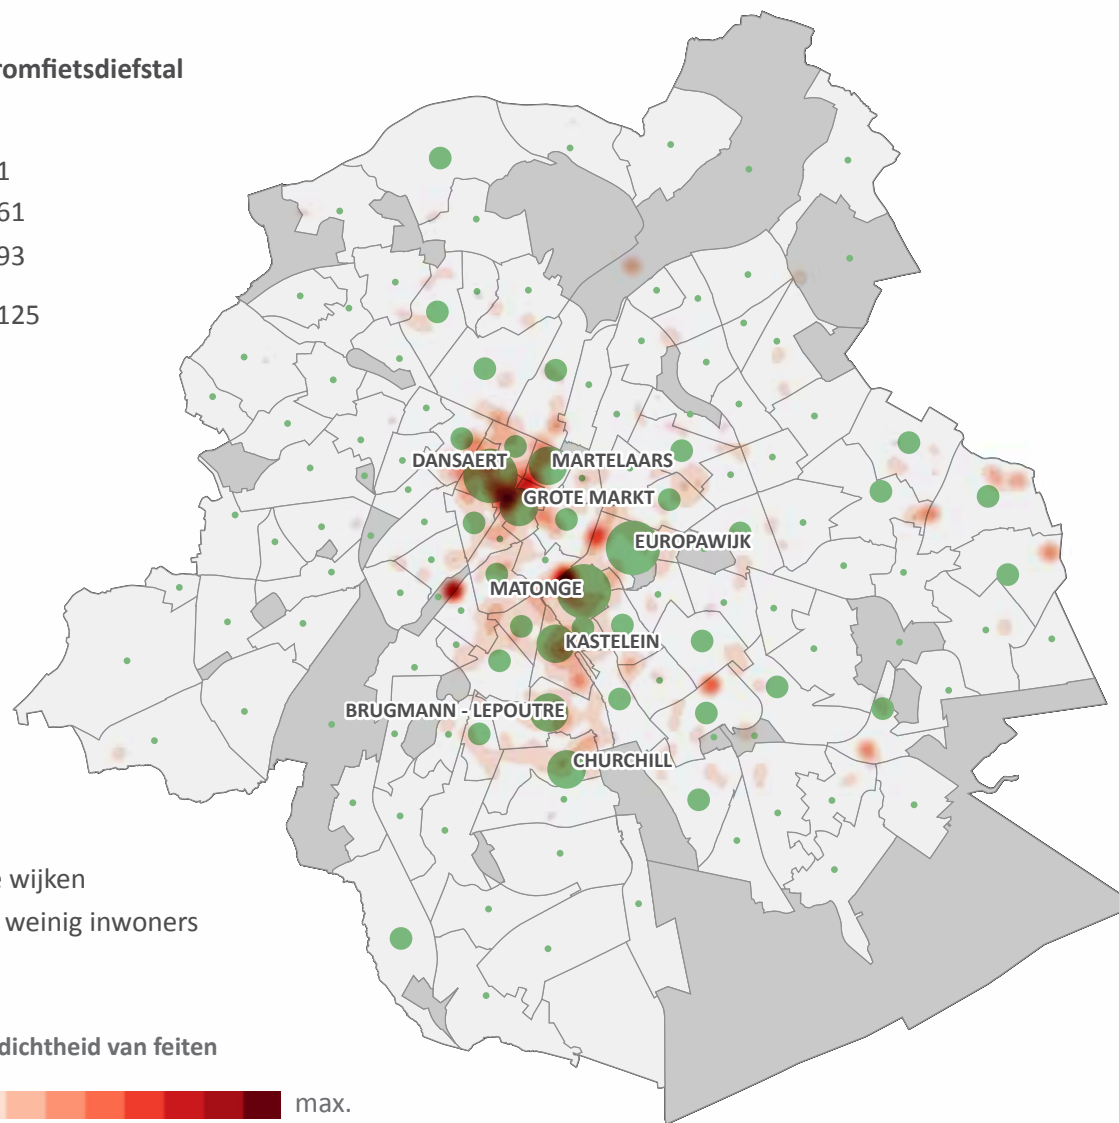 romfietsdiefstal
1
61
93
125
DANSAERT
MARTELAARS
GROTE MARKT
EUROPAWIJK
MATONGE
KASTELEIN
BRUGMANN - LEPOUTRE
CHURCHILL
e wijken
weinig inwoners
dichtheid van feiten
max.